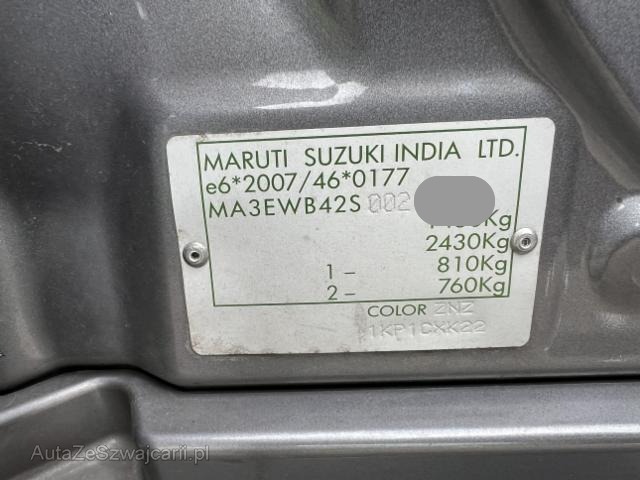 MARUTI SUZUKI INDIA LTD.
e6*2007/46*0177
MA3EWB42S 002
2430Kg
1 - 810Kg
2 - 760Kg
COLOR ZNZ
1KP1CXK22
AutaZeSzwajcarii.pl